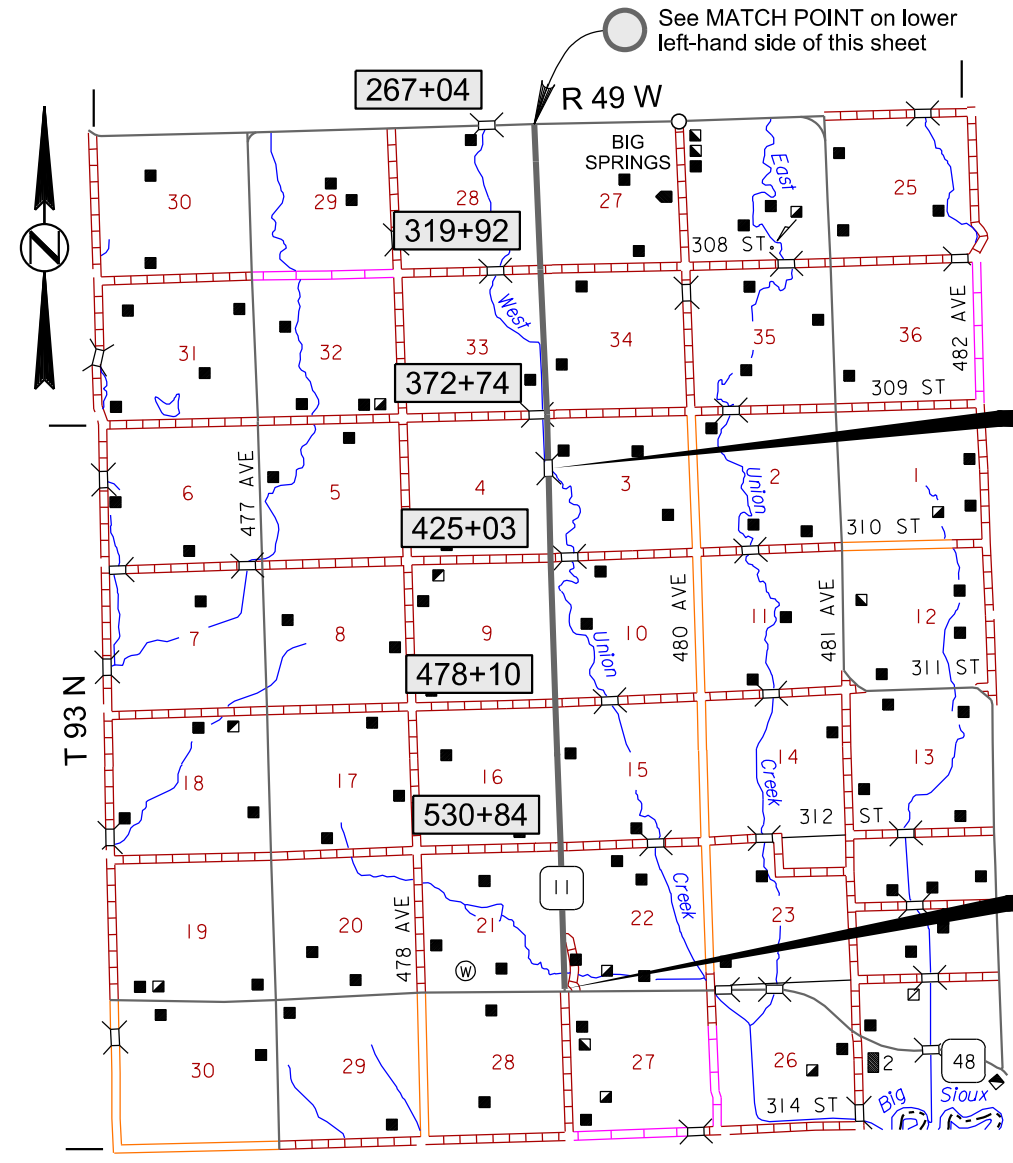 See MATCH POINT on lower
left-hand side of this sheet
267+04
R 49 W
BIG
SPRINGS
East
30
29
28
27
25
N
319+92
308 ST.
West
31
32
33
34
35
36
482 AVE
372+74
309 ST
6
477 AVE
5
4
3
2
1
Union
425+03
310 ST
7
8
9
10
11
12
Union
480 AVE
481 AVE
311 ST
478+10
T 93 N
18
17
16
15
14
13
Creek
530+84
312 ST
11
19
20
21
22
23
Creek
478 AVE
W
30
29
28
27
26
2
48
314 ST
Big Sioux